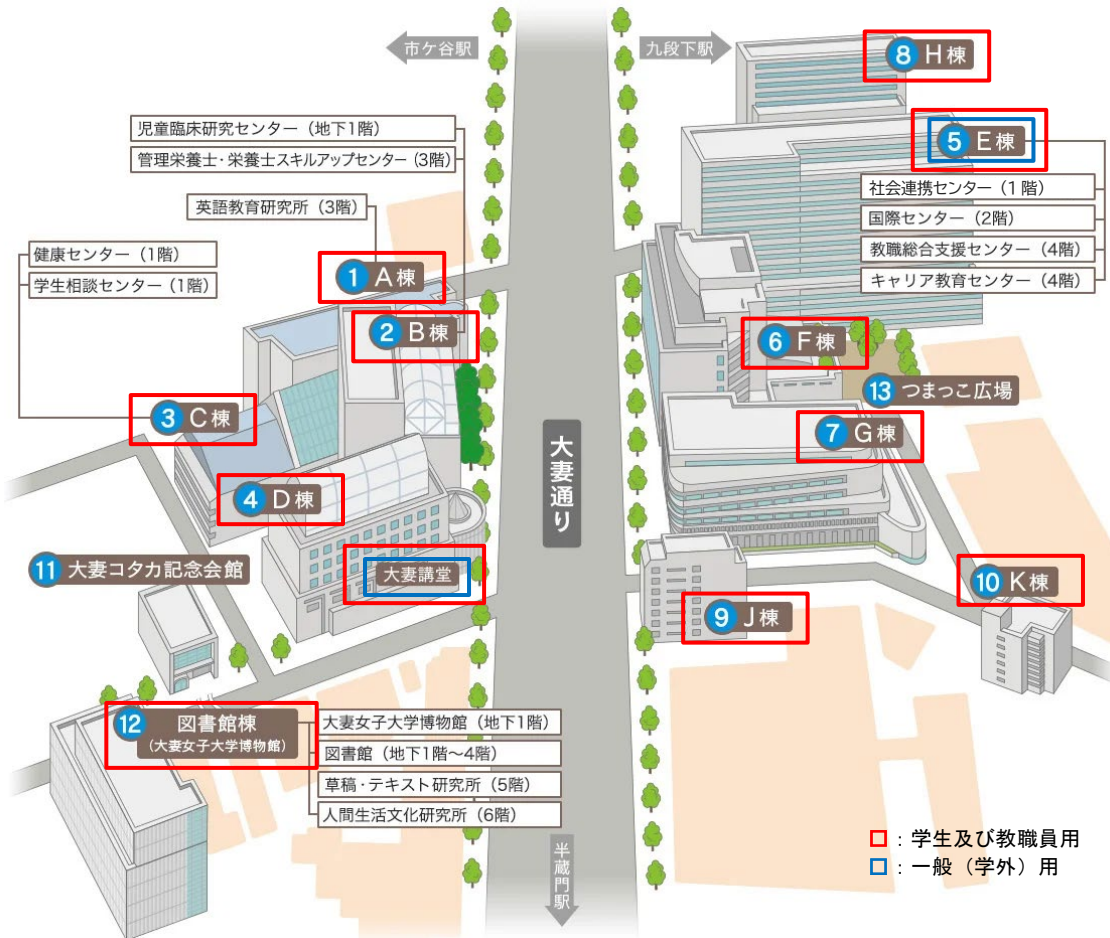 市ケ谷駅
九段下駅
8 H棟
児童臨床研究センター（地下1階）
管理栄養士・栄養士スキルアップセンター（3階）
英語教育研究所（3階）
5 E棟
社会連携センター（1階）
国際センター（2階）
教職総合支援センター（4階）
キャリア教育センター（4階）
健康センター（1階）
学生相談センター（1階）
1 A棟
2 B棟
6 F棟
13 つまっこ広場
3 C棟
7 G棟
大妻通り
4 D棟
11 大妻コタカ記念会館
大妻講堂
10 K棟
9 J棟
12 図書館棟
（大妻女子大学博物館）
大妻女子大学博物館（地下1階）
図書館（地下1階〜4階）
草稿・テキスト研究所（5階）
人間生活文化研究所（6階）
半蔵門駅
：学生及び教職員用
：一般（学外）用